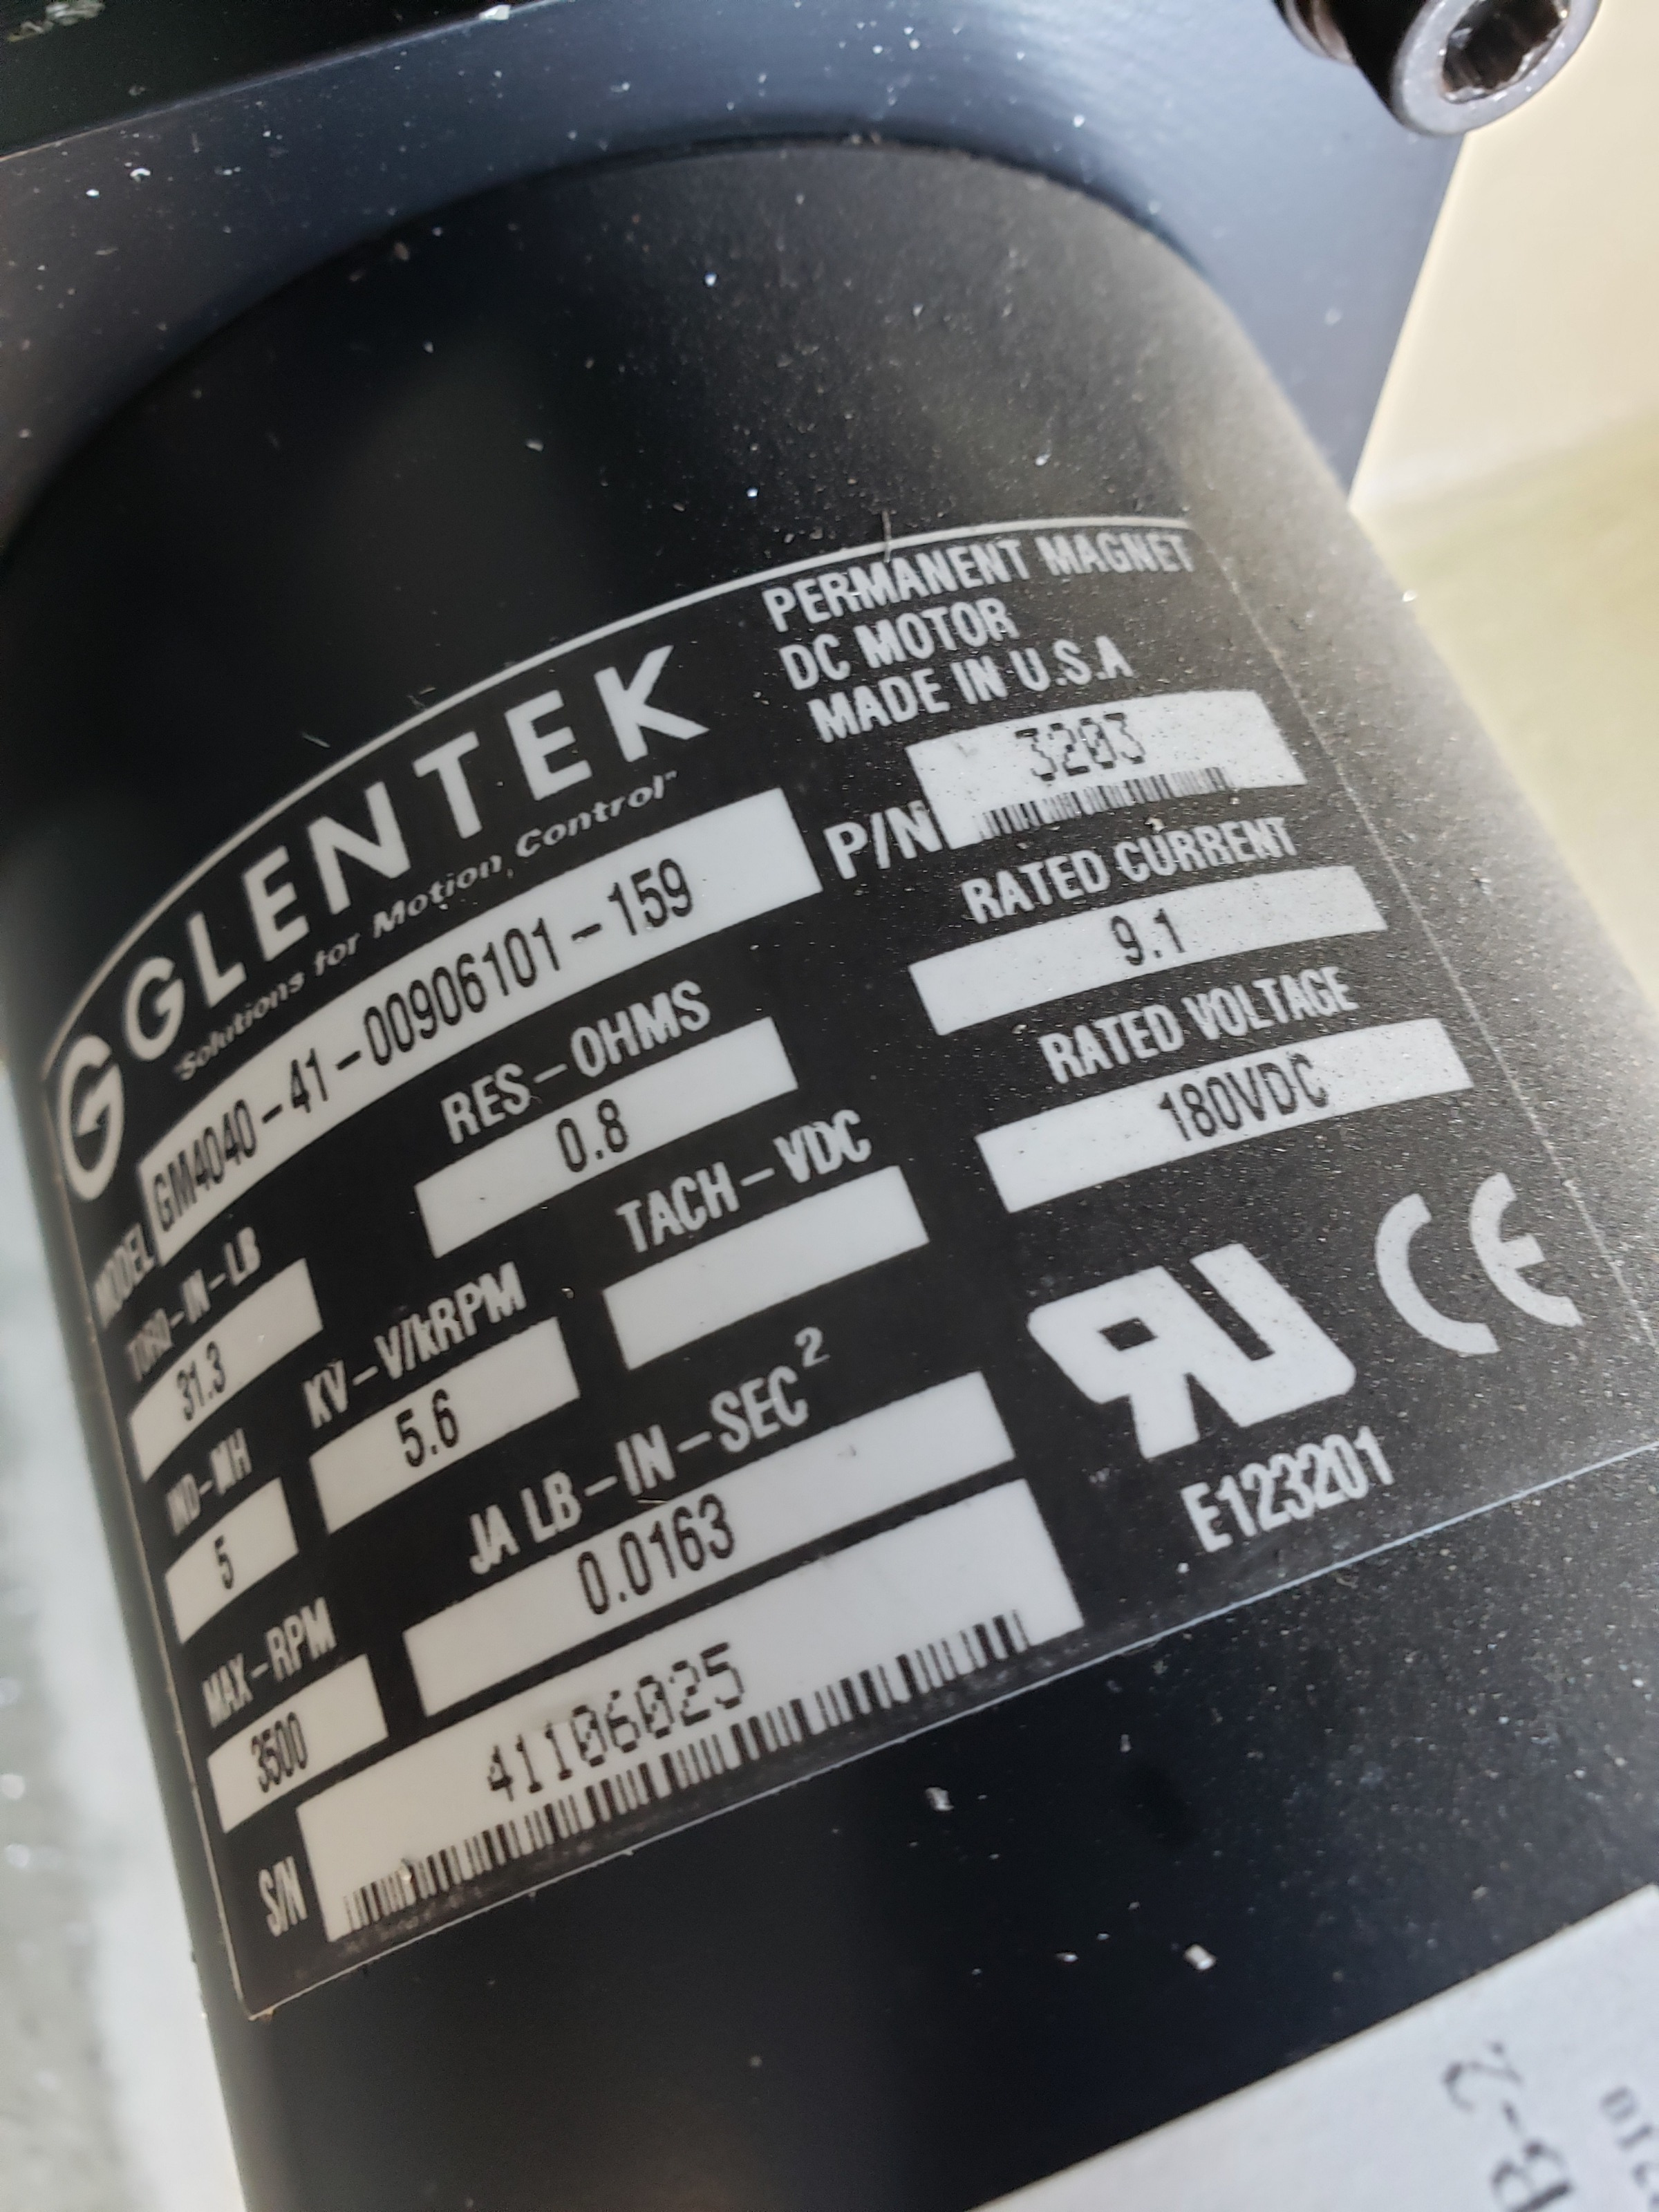 GLENTEK
"Solutions for Motion Control"
PERMANENT MAGNET
DC MOTOR
MADE IN U.S.A
MODEL GM4040-41-00906101-159
P/N 3203
TORQ-IN-LB
31.3
RES-OHMS
0.8
RATED CURRENT
9.1
IND-MH
5
KV-V/kRPM
5.6
TACH-VDC
RATED VOLTAGE
180VDC
MAX-RPM
3500
JA LB-IN-SEC²
0.0163
S/N 41106025
E123201
CE
B-2